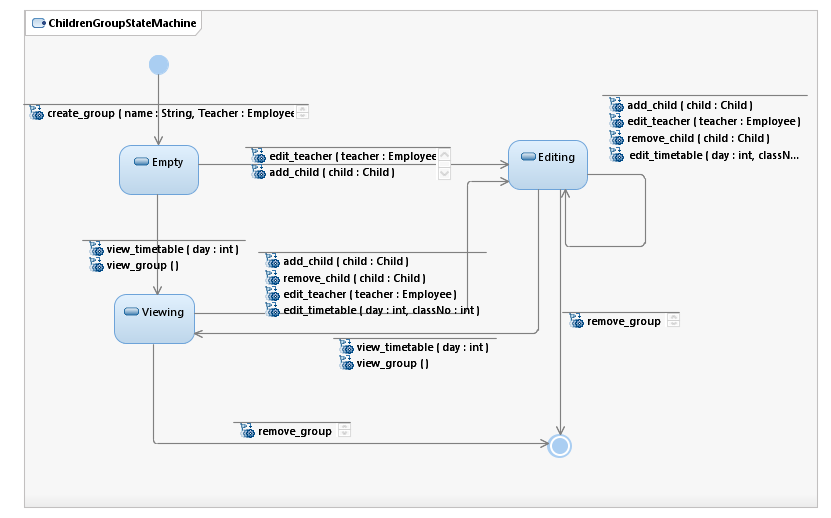 ChildrenGroupStateMachine
create_group ( name : String, Teacher : Employee
Empty
edit_teacher ( teacher : Employee
add_child ( child : Child )
Editing
add_child ( child : Child )
edit_teacher ( teacher : Employee )
remove_child ( child : Child )
edit_timetable ( day : int, classN...
view_timetable ( day : int )
view_group ( )
Viewing
add_child ( child : Child )
remove_child ( child : Child )
edit_teacher ( teacher : Employee )
edit_timetable ( day : int, classNo : int )
remove_group
view_timetable ( day : int )
view_group ( )
remove_group